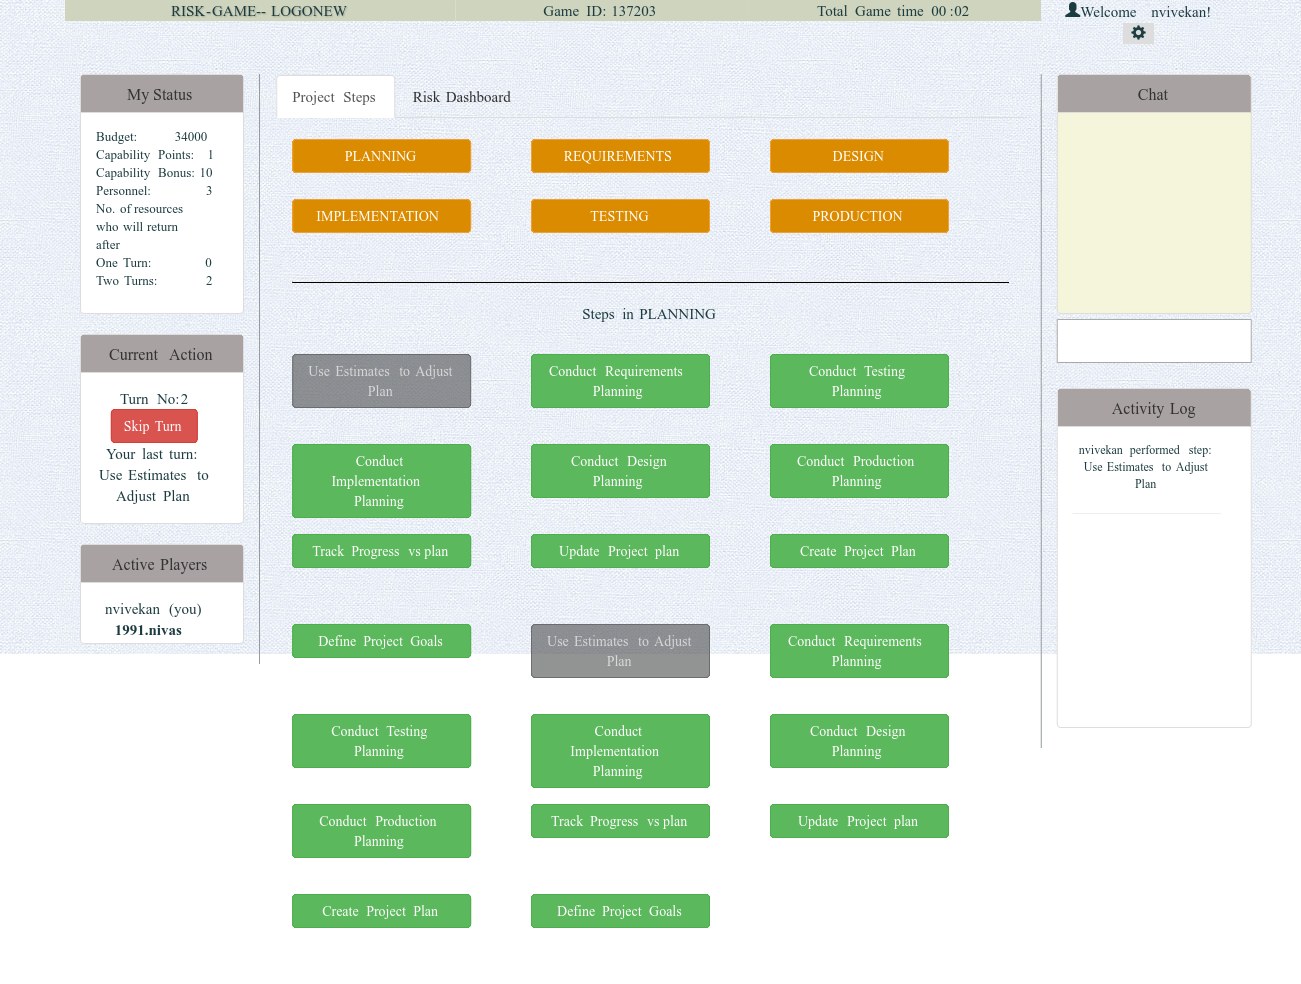 RISK-GAME-- LOGONEW
Game ID: 137203
Total Game time 00 :02
Welcome nvivekan!
My Status
Budget: 34000
Capability Points: 1
Capability Bonus: 10
Personnel: 3
No. of resources
who will return
after
One Turn: 0
Two Turns: 2
Current Action
Turn No:2
Skip Turn
Your last turn:
Use Estimates to
Adjust Plan
Active Players
nvivekan (you)
1991.nivas
Project Steps
Risk Dashboard
PLANNING
REQUIREMENTS
DESIGN
IMPLEMENTATION
TESTING
PRODUCTION
Steps in PLANNING
Use Estimates to Adjust
Plan
Conduct Requirements
Planning
Conduct Testing
Planning
Conduct
Implementation
Planning
Conduct Design
Planning
Conduct Production
Planning
Track Progress vs plan
Update Project plan
Create Project Plan
Define Project Goals
Use Estimates to Adjust
Plan
Conduct Requirements
Planning
Conduct Testing
Planning
Conduct
Implementation
Planning
Conduct Design
Planning
Conduct Production
Planning
Track Progress vs plan
Update Project plan
Create Project Plan
Define Project Goals
Chat
Activity Log
nvivekan performed step:
Use Estimates to Adjust
Plan